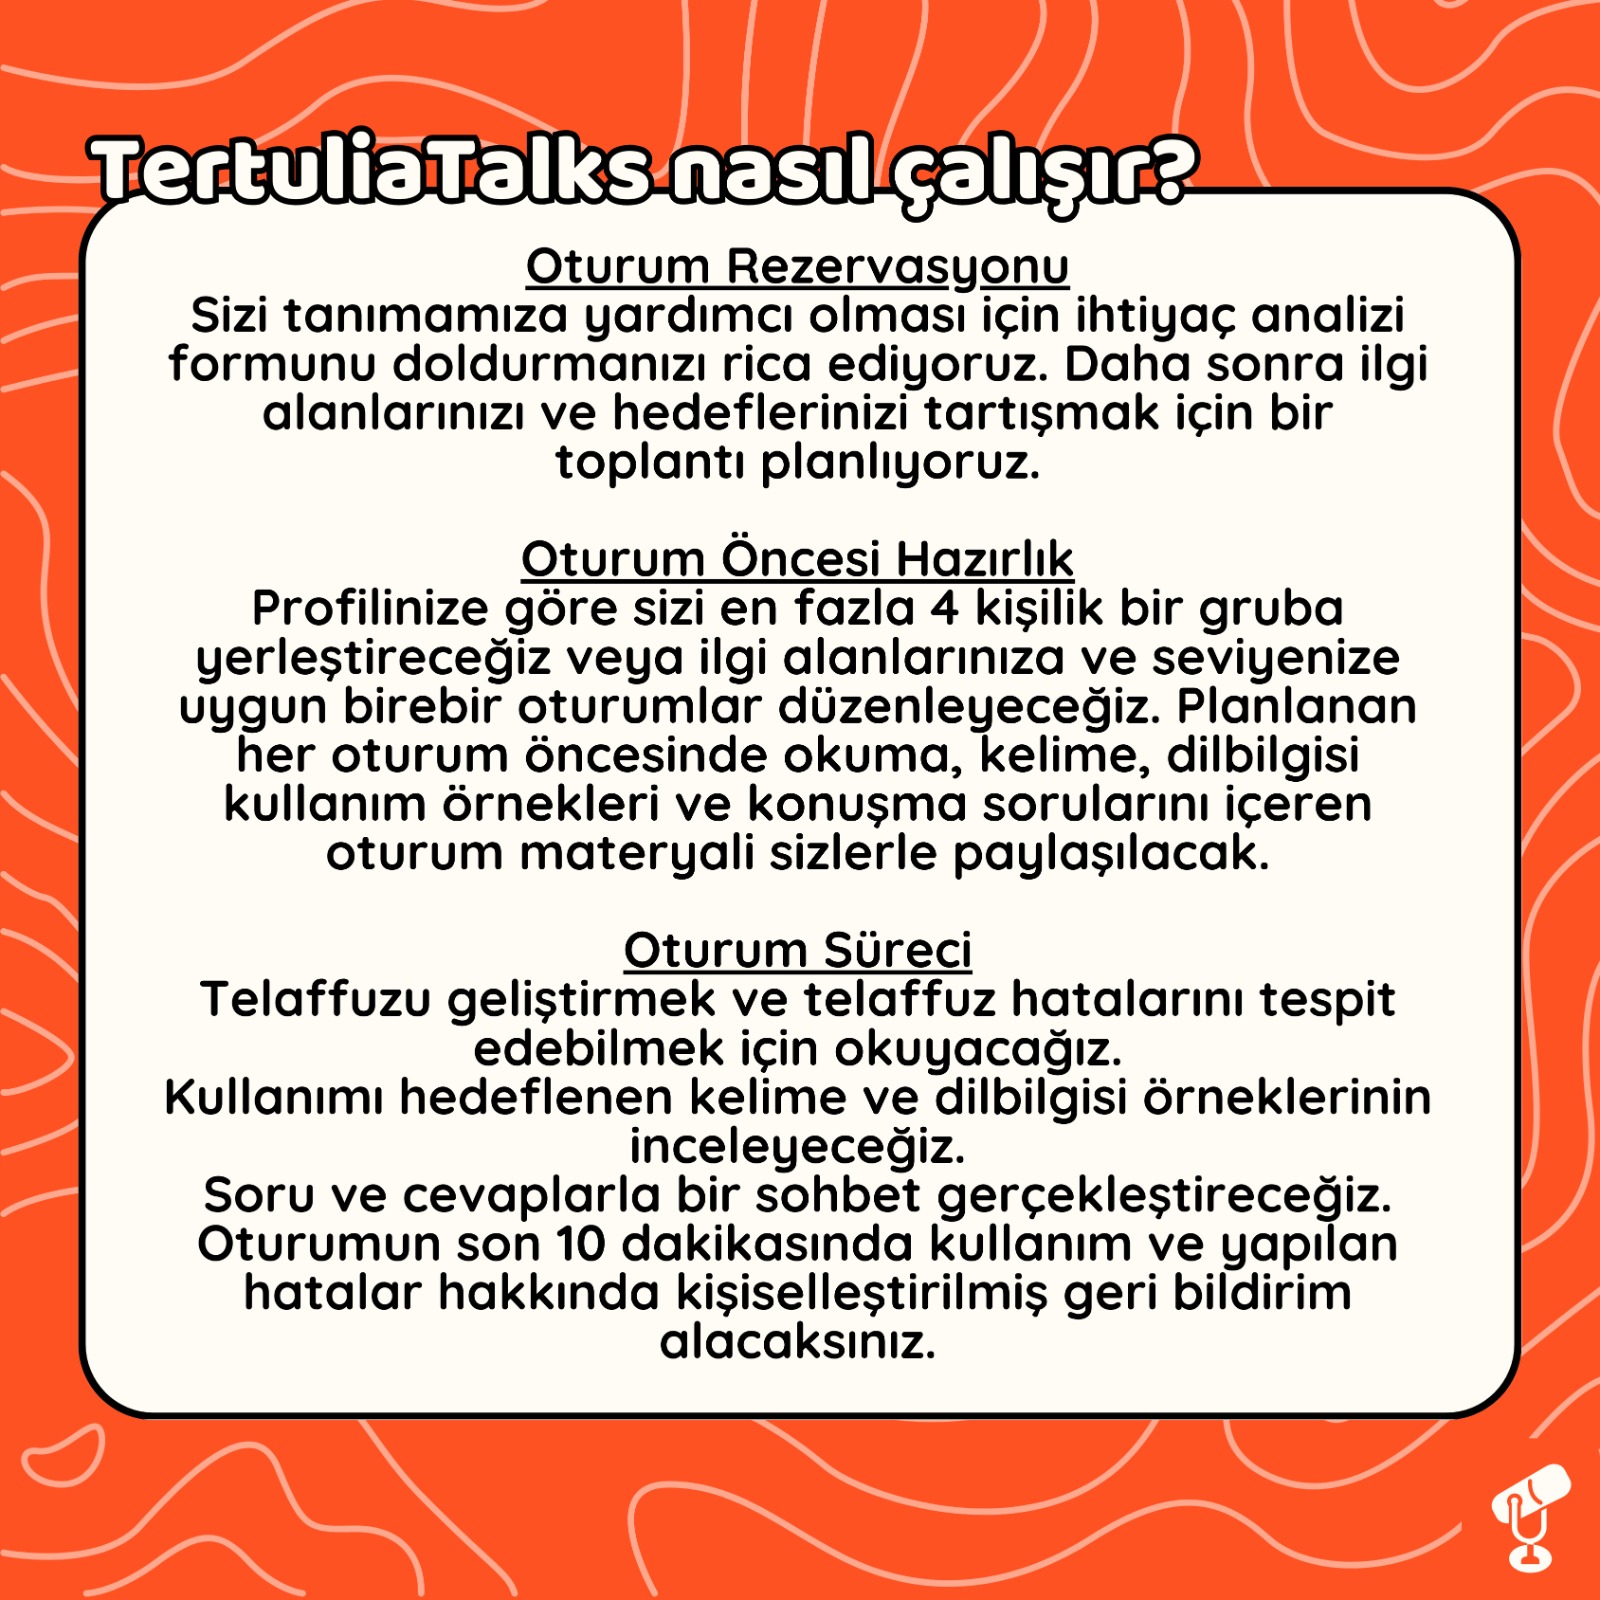 TertuliaTalks nasıl çalışır?
Oturum Rezervasyonu
Sizi tanımamıza yardımcı olması için ihtiyaç analizi
formunu doldurmanızı rica ediyoruz. Daha sonra ilgi
alanlarınızı ve hedeflerinizi tartışmak için bir
toplantı planlıyoruz.
Oturum Öncesi Hazırlık
Profilinize göre sizi en fazla 4 kişilik bir gruba
yerleştireceğiz veya ilgi alanlarınıza ve seviyenize
uygun birebir oturumlar düzenleyeceğiz. Planlanan
her oturum öncesinde okuma, kelime, dilbilgisi
kullanım örnekleri ve konuşma sorularını içeren
oturum materyali sizlerle paylaşılacak.
Oturum Süreci
Telaffuzu geliştirmek ve telaffuz hatalarını tespit
edebilmek için okuyacağız.
Kullanımı hedeflenen kelime ve dilbilgisi örneklerinin
inceleyeceğiz.
Soru ve cevaplarla bir sohbet gerçekleştireceğiz.
Oturumun son 10 dakikasında kullanım ve yapılan
hatalar hakkında kişiselleştirilmiş geri bildirim
alacaksınız.